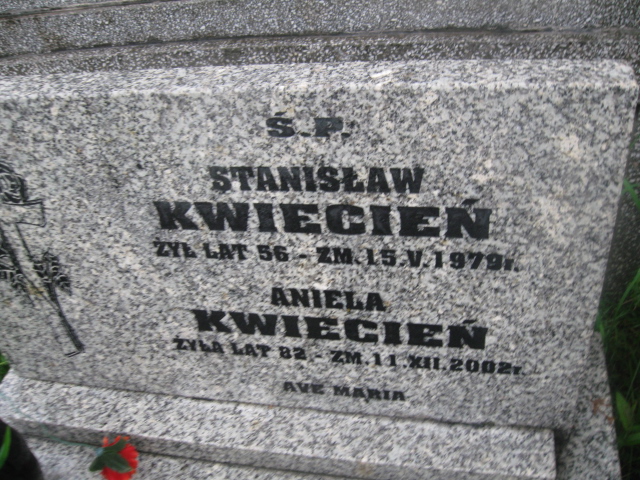 Ś.P.
STANISŁAW
KWIECIEŃ
ŻYŁ LAT 56 - ZM. 15.V.1979r.
ANIELA
KWIECIEŃ
ŻYŁA LAT 82 - ZM. 11.XII.2002r.
AVE MARIA